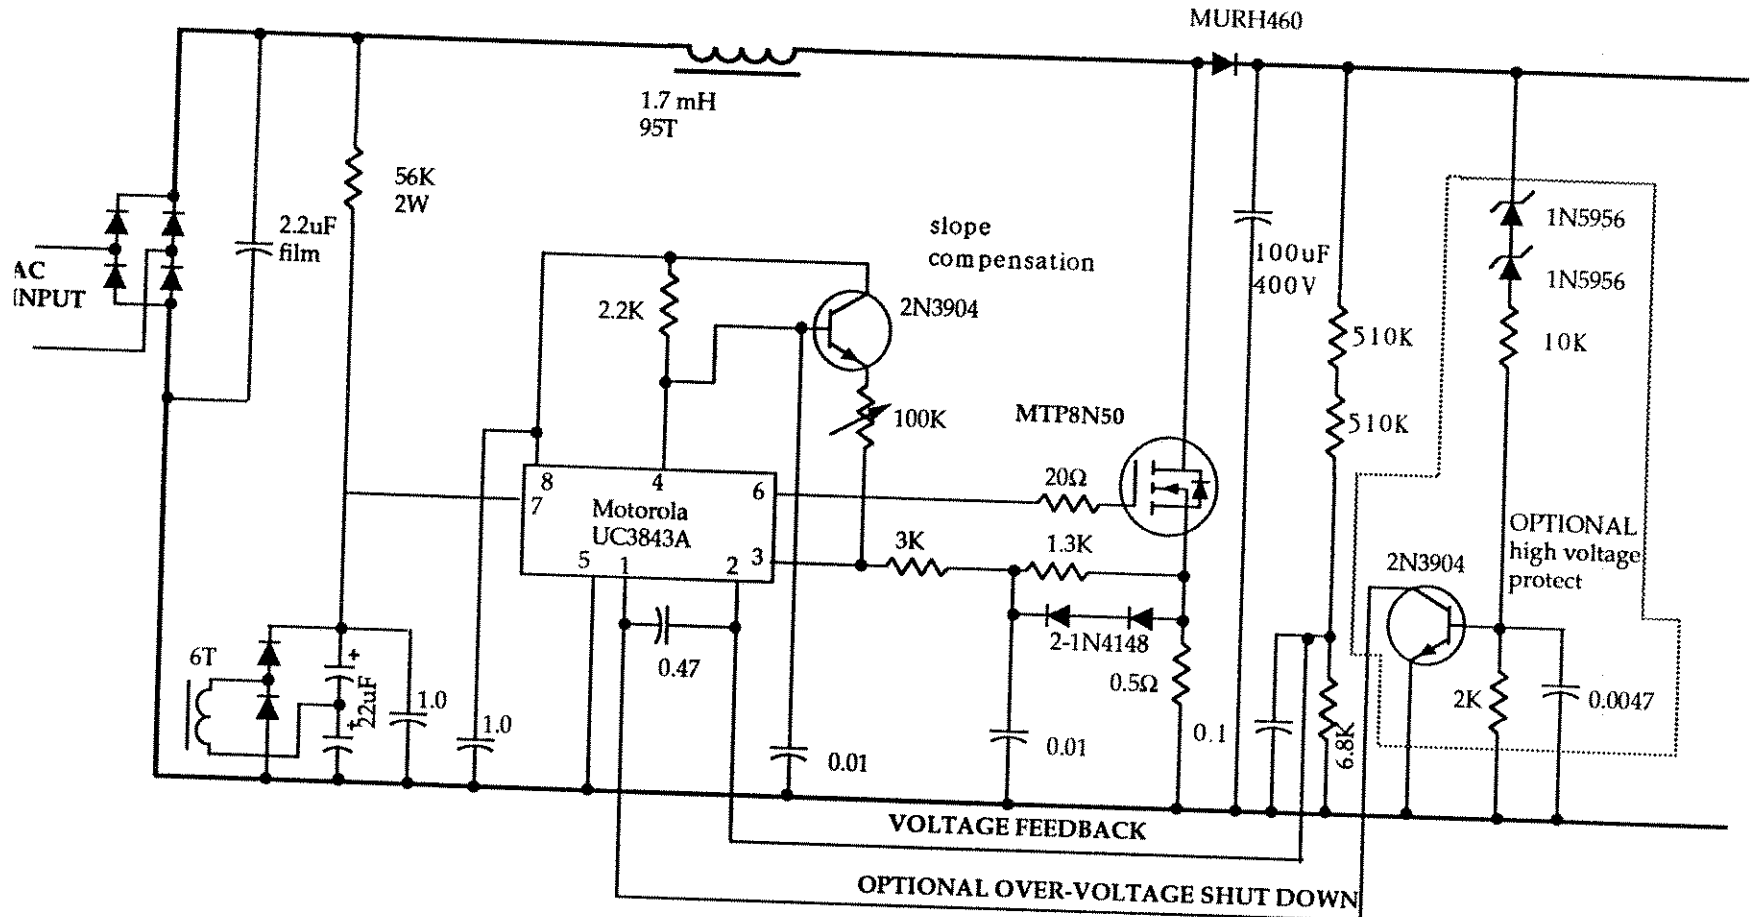 MURH460
1.7 mH
95T
56K
2W
2.2uF
film
AC
INPUT
slope
compensation
2.2K
2N3904
100K
MTP8N50
100uF
400V
510K
510K
1N5956
1N5956
10K
OPTIONAL
high voltage
protect
8
4
6
7
Motorola
UC3843A
5
1
2
3
20Ω
3K
1.3K
2-1N4148
0.5Ω
0.47
6T
+
+
22uF
1.0
1.0
0.01
0.01
0.1
6.8K
2N3904
2K
0.0047
VOLTAGE FEEDBACK
OPTIONAL OVER-VOLTAGE SHUT DOWN